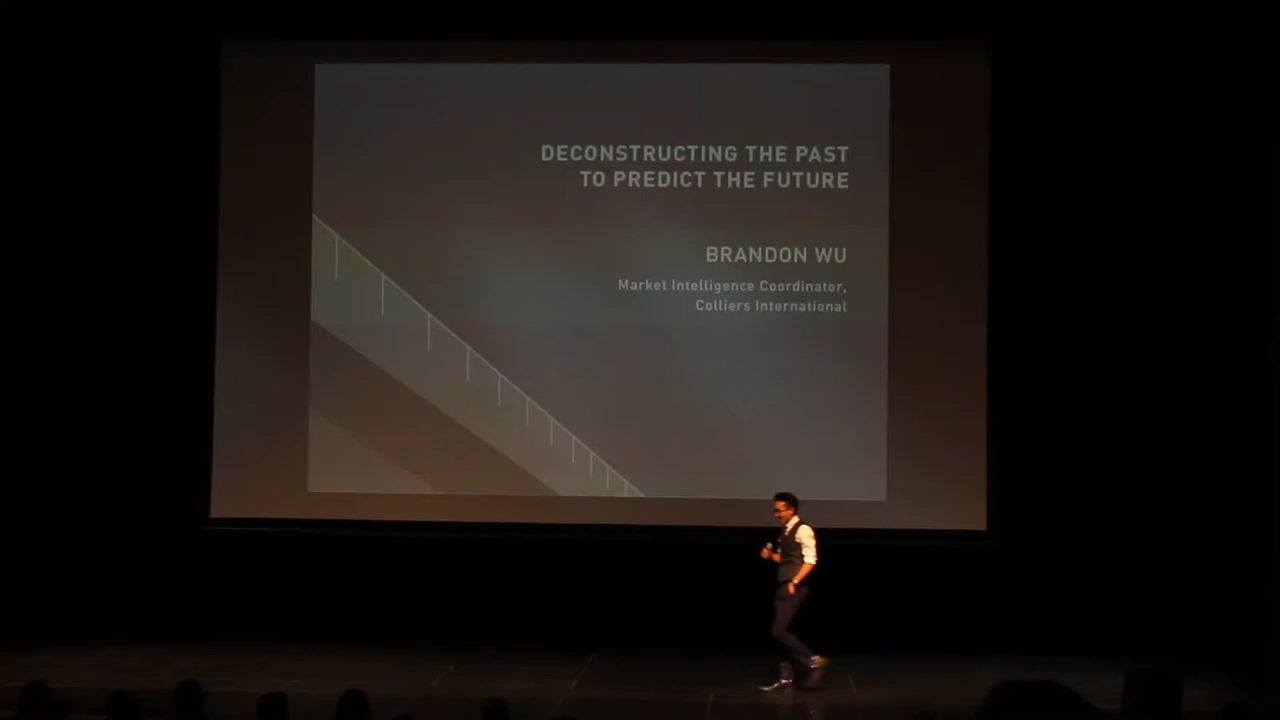 DECONSTRUCTING THE PAST
TO PREDICT THE FUTURE
BRANDON WU
Market Intelligence Coordinator,
Colliers International